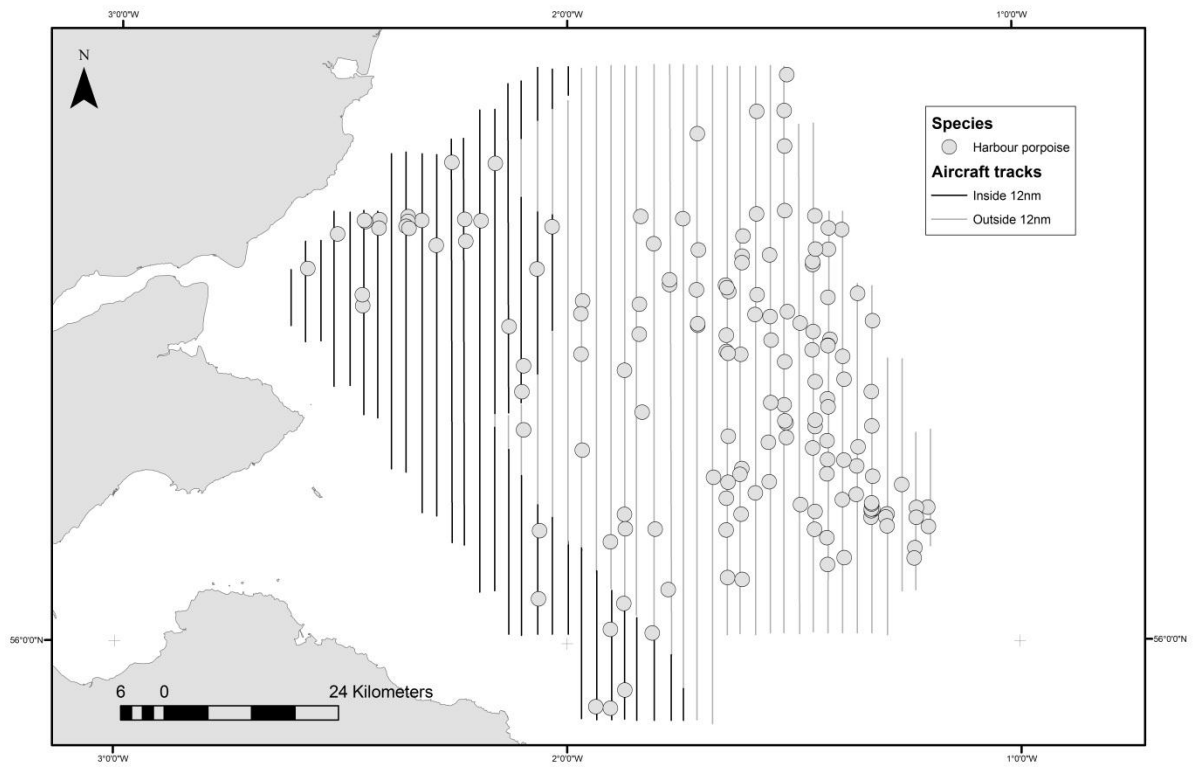 3°0'0"W 2°0'0"W 1°0'0"W
N
Species
Harbour porpoise
Aircraft tracks
Inside 12nm
Outside 12nm
56°0'0"N 56°0'0"N
6 0 24 Kilometers
3°0'0"W 2°0'0"W 1°0'0"W